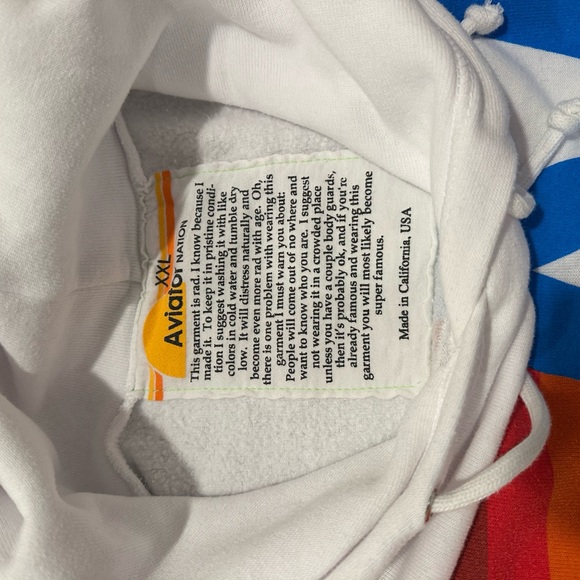 XXL
Aviator
NATION
This garment is rad. I know because I
made it. To keep it in pristine condi-
tion I suggest washing it with like
colors in cold water and tumble dry
low. It will distress naturally and
become even more rad with age. Oh,
there is one problem with wearing this
garment I must warn you about:
People will come out of no where and
want to know who you are. I suggest
not wearing it in a crowded place
unless you have a couple body guards,
then it's probably ok, and if you're
already famous and wearing this
garment you will most likely become
super famous.
Made in California, USA